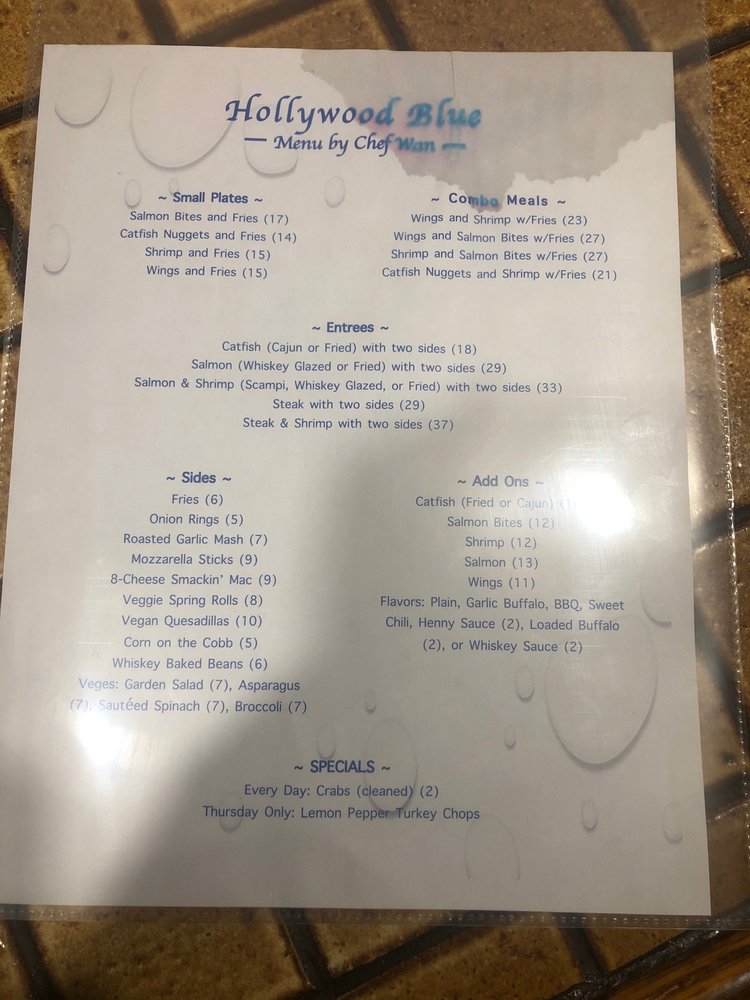 Hollywood Blue
— Menu by Chef Wan —
~ Small Plates ~
Salmon Bites and Fries (17)
Catfish Nuggets and Fries (14)
Shrimp and Fries (15)
Wings and Fries (15)
~ Combo Meals ~
Wings and Shrimp w/Fries (23)
Wings and Salmon Bites w/Fries (27)
Shrimp and Salmon Bites w/Fries (27)
Catfish Nuggets and Shrimp w/Fries (21)
~ Entrees ~
Catfish (Cajun or Fried) with two sides (18)
Salmon (Whiskey Glazed or Fried) with two sides (29)
Salmon & Shrimp (Scampi, Whiskey Glazed, or Fried) with two sides (33)
Steak with two sides (29)
Steak & Shrimp with two sides (37)
~ Sides ~
Fries (6)
Onion Rings (5)
Roasted Garlic Mash (7)
Mozzarella Sticks (9)
8-Cheese Smackin' Mac (9)
Veggie Spring Rolls (8)
Vegan Quesadillas (10)
Corn on the Cobb (5)
Whiskey Baked Beans (6)
Veges: Garden Salad (7), Asparagus
(7), Sautéed Spinach (7), Broccoli (7)
~ Add Ons ~
Catfish (Fried or Cajun)
Salmon Bites (12)
Shrimp (12)
Salmon (13)
Wings (11)
Flavors: Plain, Garlic Buffalo, BBQ, Sweet
Chili, Henny Sauce (2), Loaded Buffalo
(2), or Whiskey Sauce (2)
~ SPECIALS ~
Every Day: Crabs (cleaned) (2)
Thursday Only: Lemon Pepper Turkey Chops